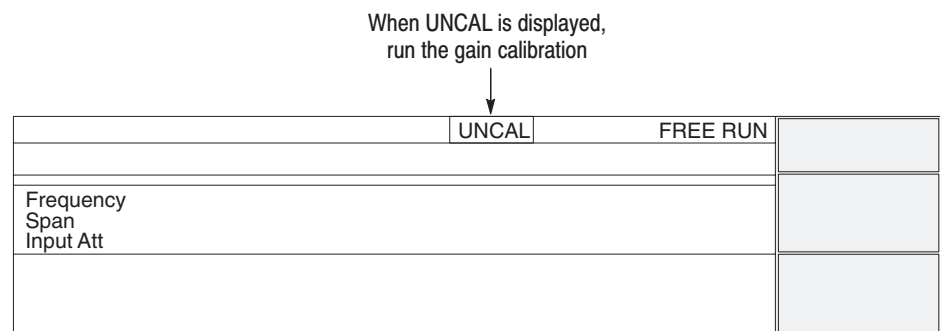 When UNCAL is displayed,
run the gain calibration
UNCAL
FREE RUN
Frequency
Span
Input Att